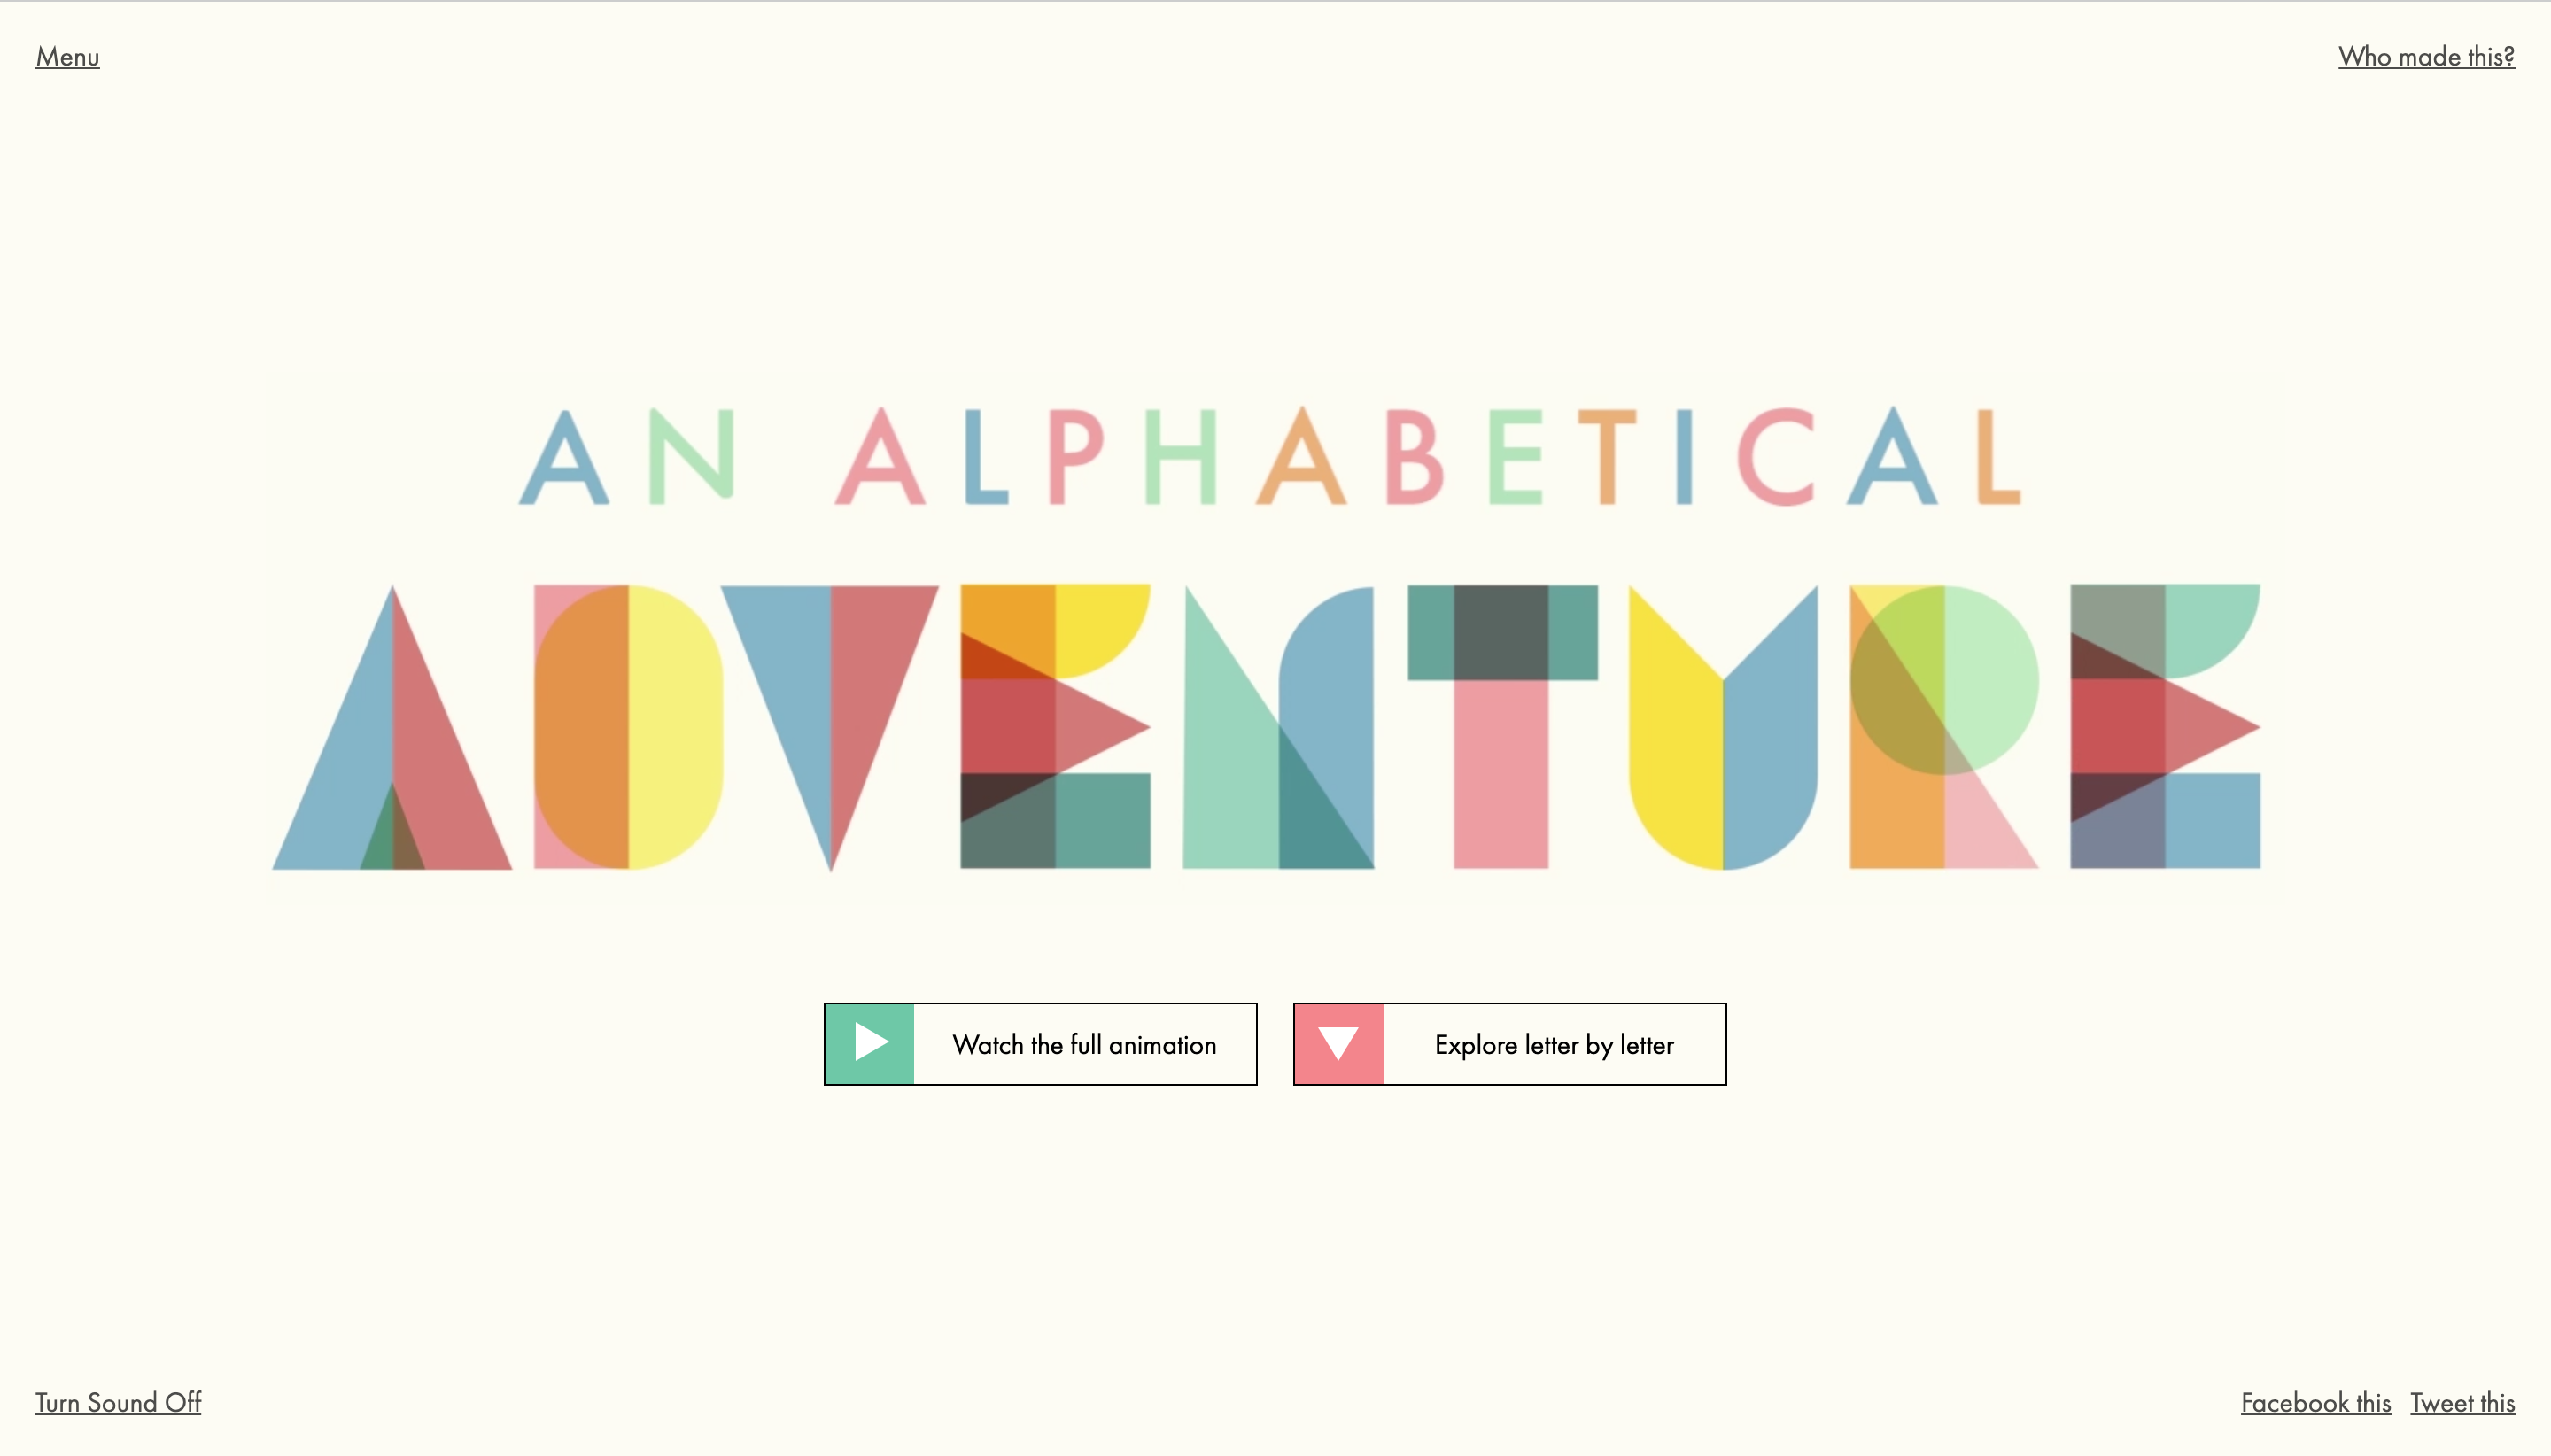 Menu
Who made this?
AN ALPHABETICAL
ADVENTURE
Watch the full animation
Explore letter by letter
Turn Sound Off
Facebook this
Tweet this